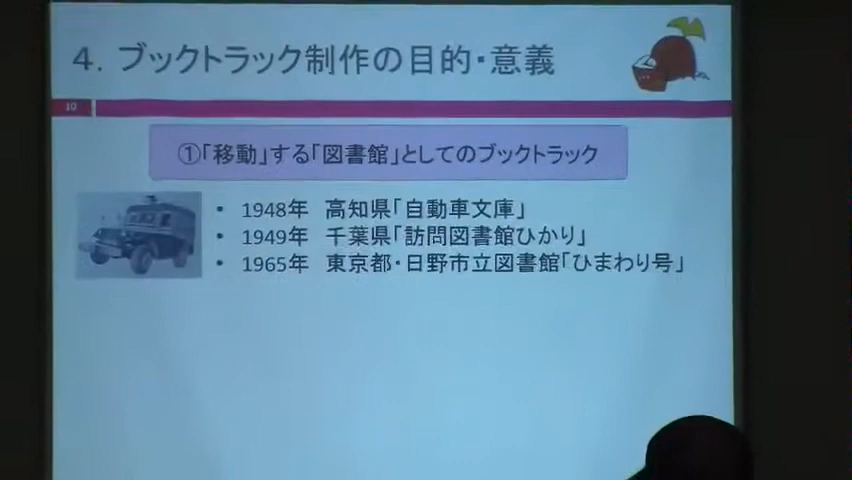 4. ブックトラック制作の目的・意義
10
①「移動」する「図書館」としてのブックトラック
• 1948年 高知県「自動車文庫」
• 1949年 千葉県「訪問図書館ひかり」
• 1965年 東京都・日野市立図書館「ひまわり号」